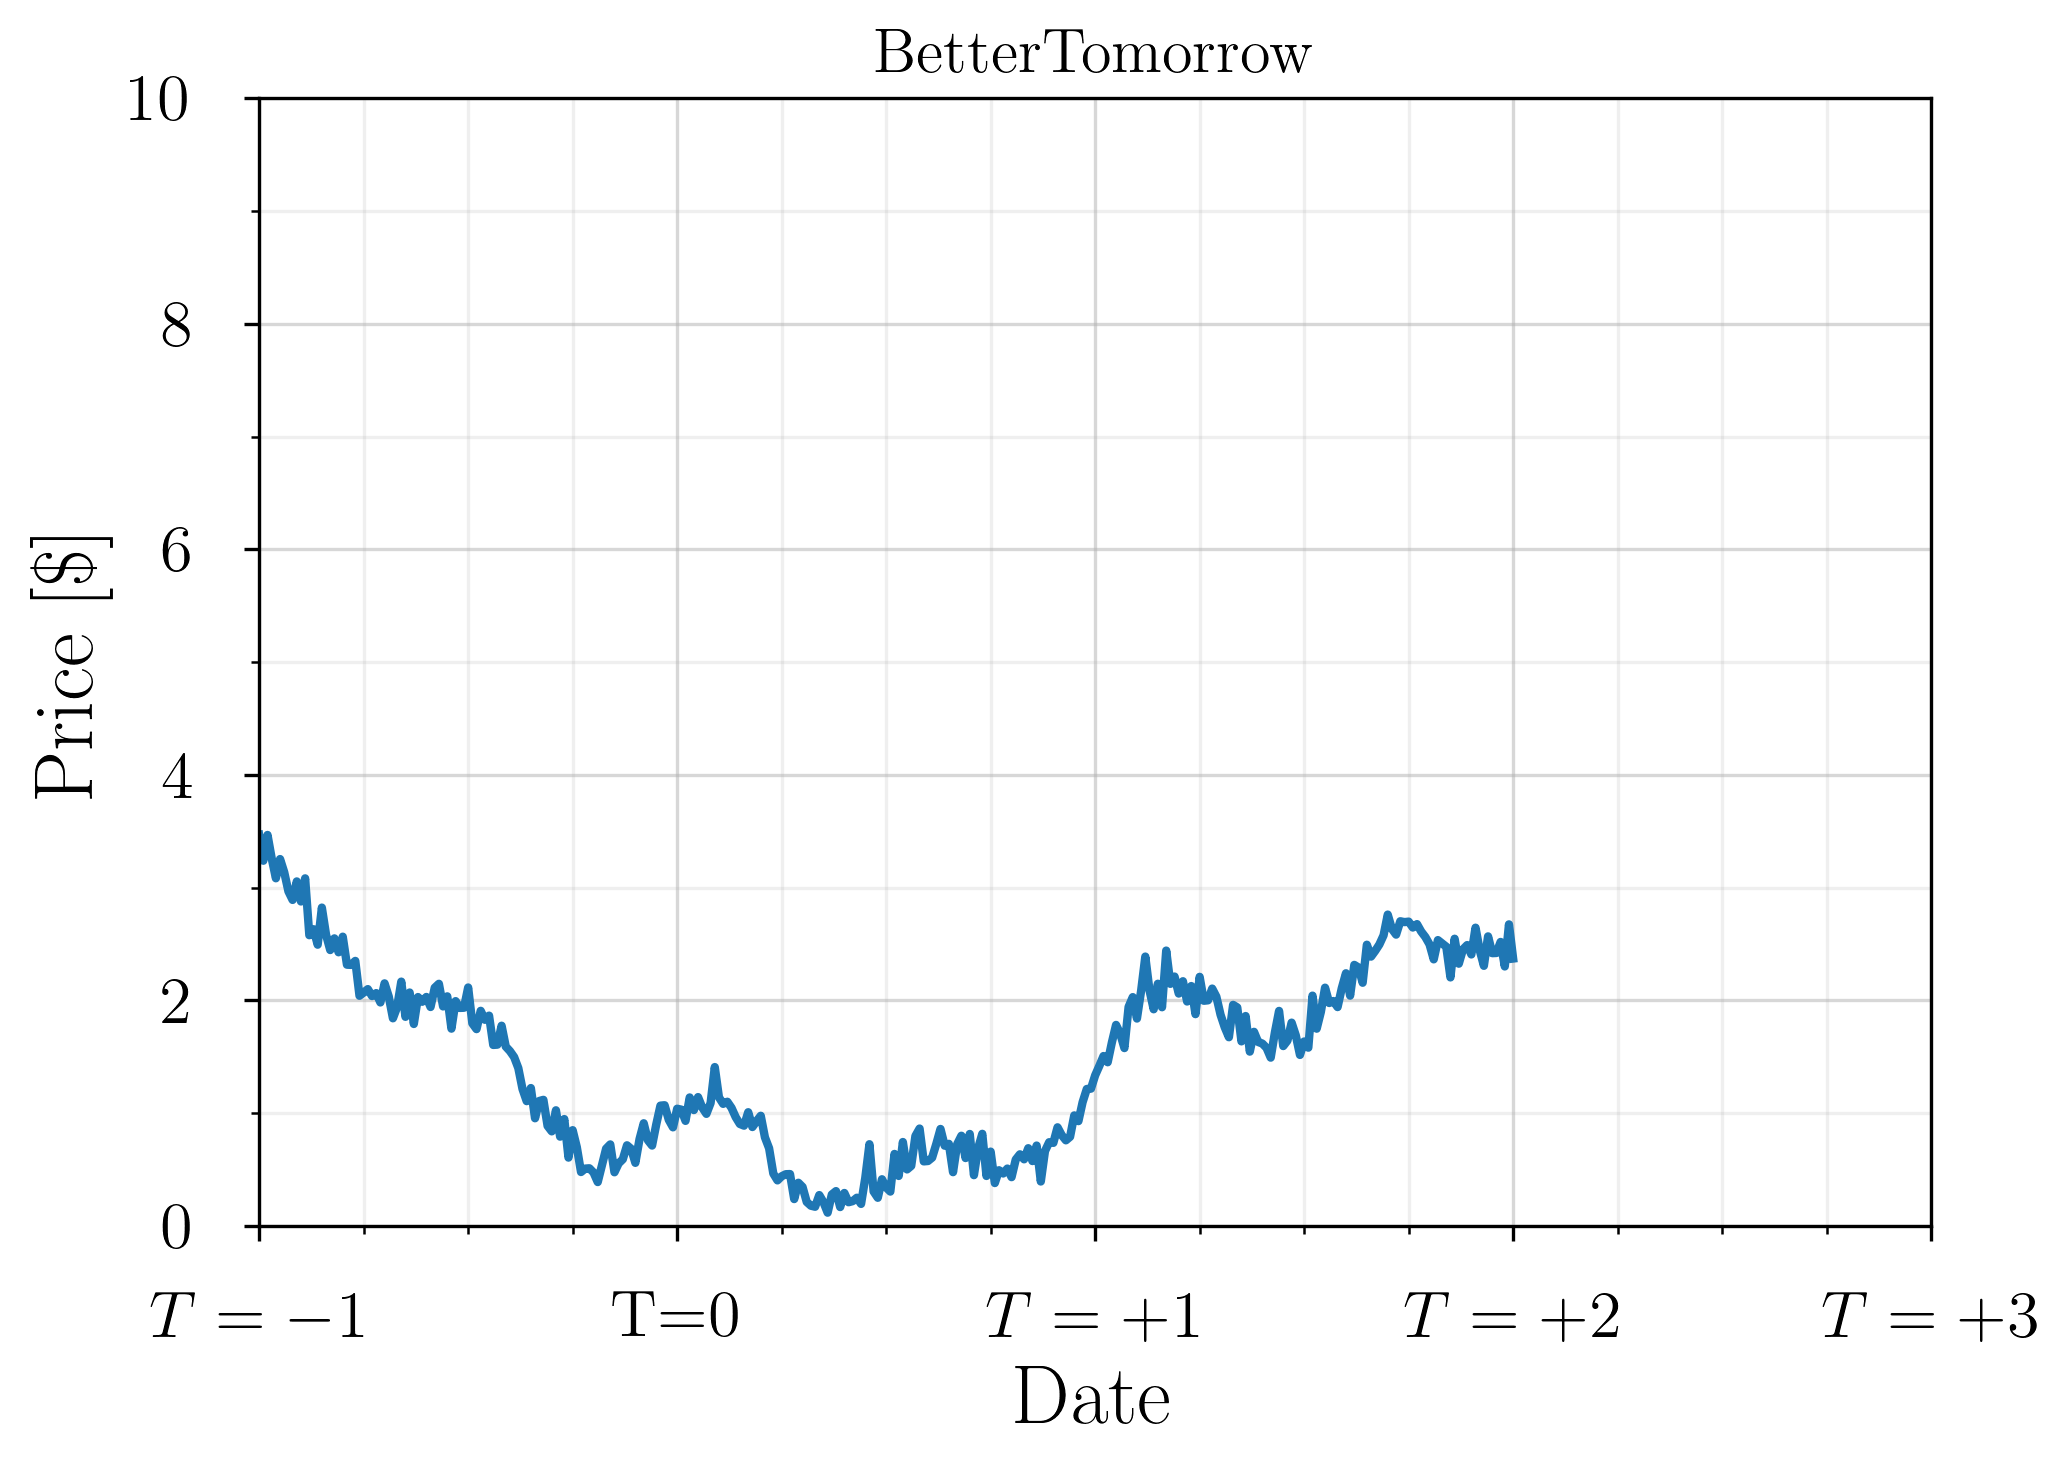 BetterTomorrow
10
8
6
4
2
0
Price [$]
T = −1
T=0
T = +1
T = +2
T = +3
Date